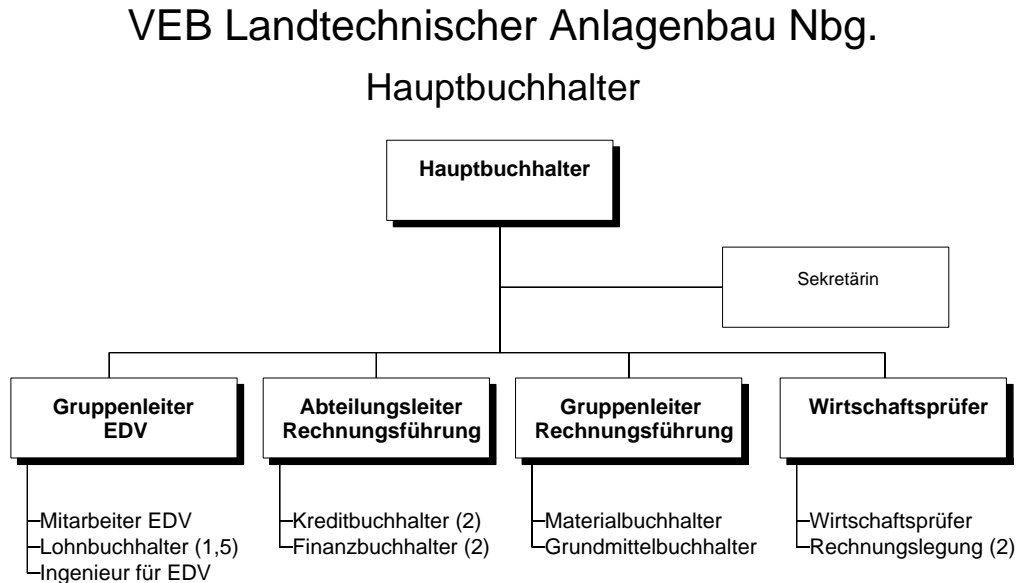 VEB Landtechnischer Anlagenbau Nbg.
Hauptbuchhalter
Hauptbuchhalter
Sekretärin
Gruppenleiter
EDV
Abteilungsleiter
Rechnungsführung
Gruppenleiter
Rechnungsführung
Wirtschaftsprüfer
Mitarbeiter EDV
Lohnbuchhalter (1,5)
Ingenieur für EDV
Kreditbuchhalter (2)
Finanzbuchhalter (2)
Materialbuchhalter
Grundmittelbuchhalter
Wirtschaftsprüfer
Rechnungslegung (2)